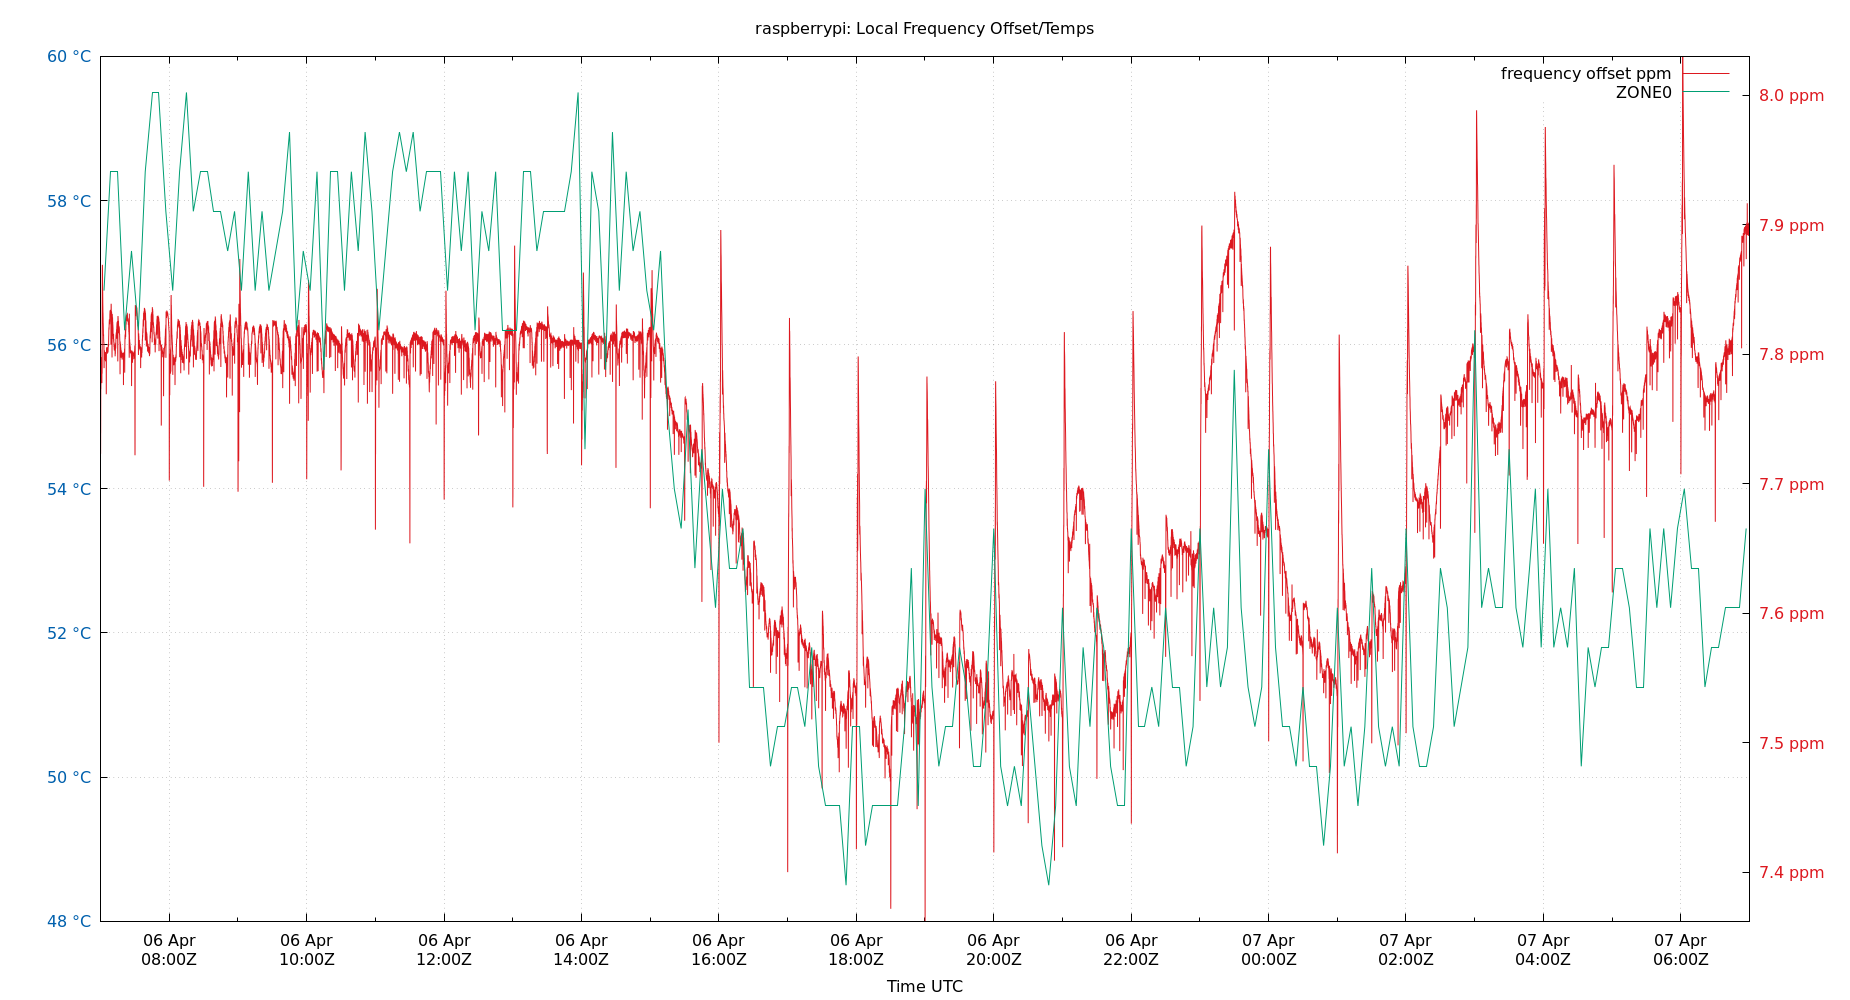 raspberrypi: Local Frequency Offset/Temps
60 °C
58 °C
56 °C
54 °C
52 °C
50 °C
48 °C
frequency offset ppm
ZONE0
8.0 ppm
7.9 ppm
7.8 ppm
7.7 ppm
7.6 ppm
7.5 ppm
7.4 ppm
06 Apr 06 Apr 06 Apr 06 Apr 06 Apr 06 Apr 06 Apr 06 Apr 07 Apr 07 Apr 07 Apr 07 Apr
08:00Z 10:00Z 12:00Z 14:00Z 16:00Z 18:00Z 20:00Z 22:00Z 00:00Z 02:00Z 04:00Z 06:00Z
Time UTC